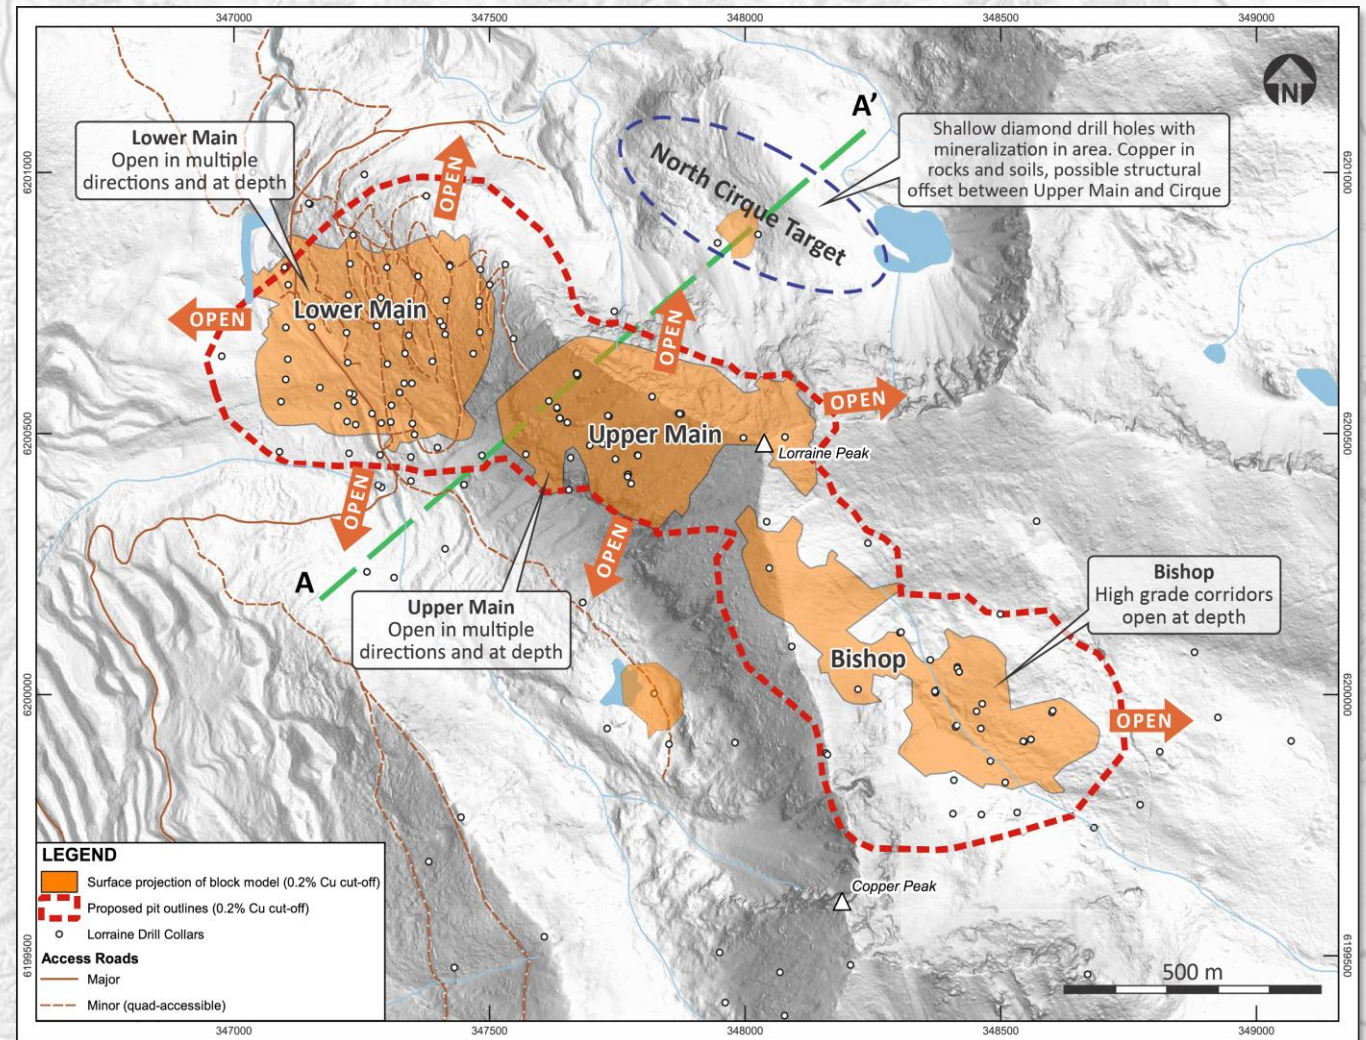 347000
347500
348000
348500
349000
N
A'
Lower Main
Open in multiple
directions and at depth
OPEN
North Cirque Target
Shallow diamond drill holes with
mineralization in area. Copper in
rocks and soils, possible structural
offset between Upper Main and Cirque
6201000
6201000
Lower Main
OPEN
OPEN
OPEN
Upper Main
Lorraine Peak
6200500
6200500
OPEN
OPEN
A
Upper Main
Open in multiple
directions and at depth
Bishop
High grade corridors
open at depth
Bishop
OPEN
6200000
6200000
LEGEND
Surface projection of block model (0.2% Cu cut-off)
Proposed pit outlines (0.2% Cu cut-off)
Lorraine Drill Collars
Access Roads
Major
Minor (quad-accessible)
Copper Peak
6199500
6199500
500 m
347000
347500
348000
348500
349000